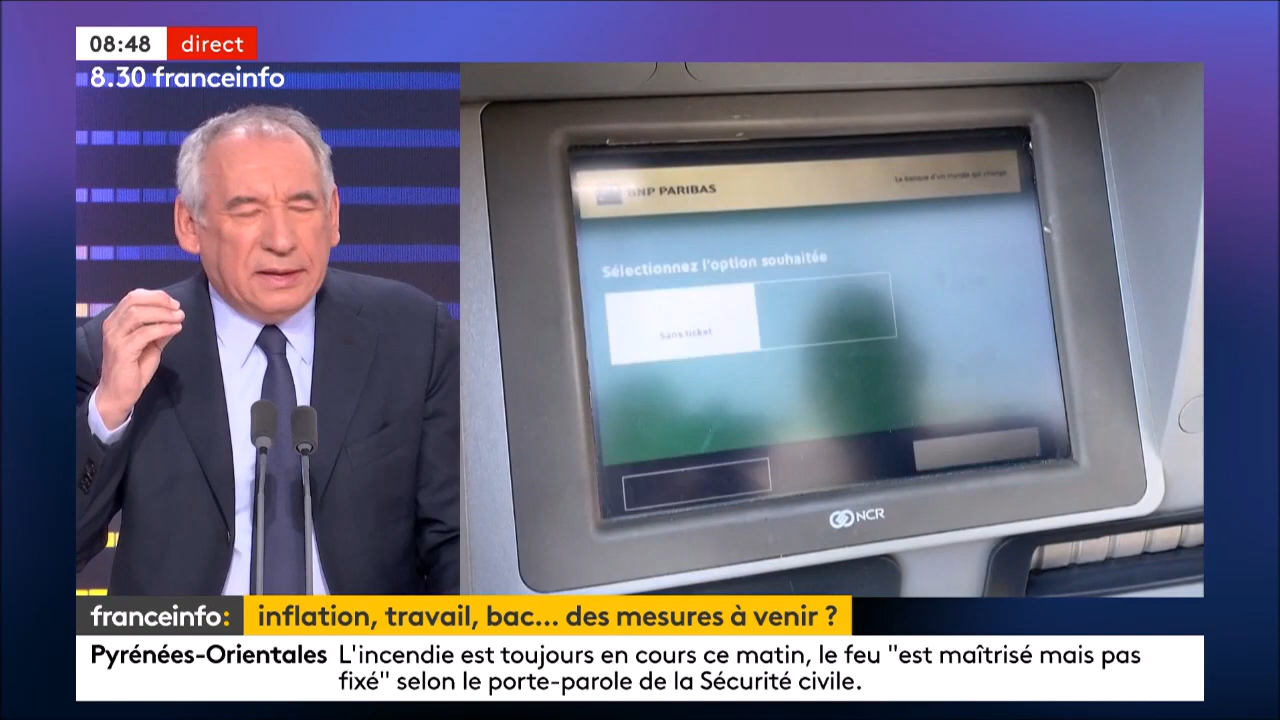 08:48 direct
8.30 franceinfo
BNP PARIBAS
La banque d'un monde qui change
Sélectionnez l'option souhaitée
Sans ticket
NCR
franceinfo: inflation, travail, bac... des mesures à venir ?
Pyrénées-Orientales L'incendie est toujours en cours ce matin, le feu "est maîtrisé mais pas
fixé" selon le porte-parole de la Sécurité civile.